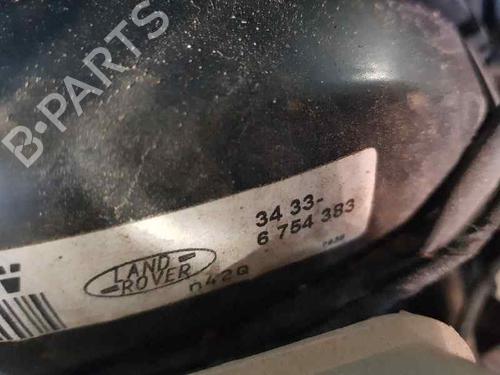 B-PARTS
34 33-
6 754 383
LAND
ROVER
n42Q